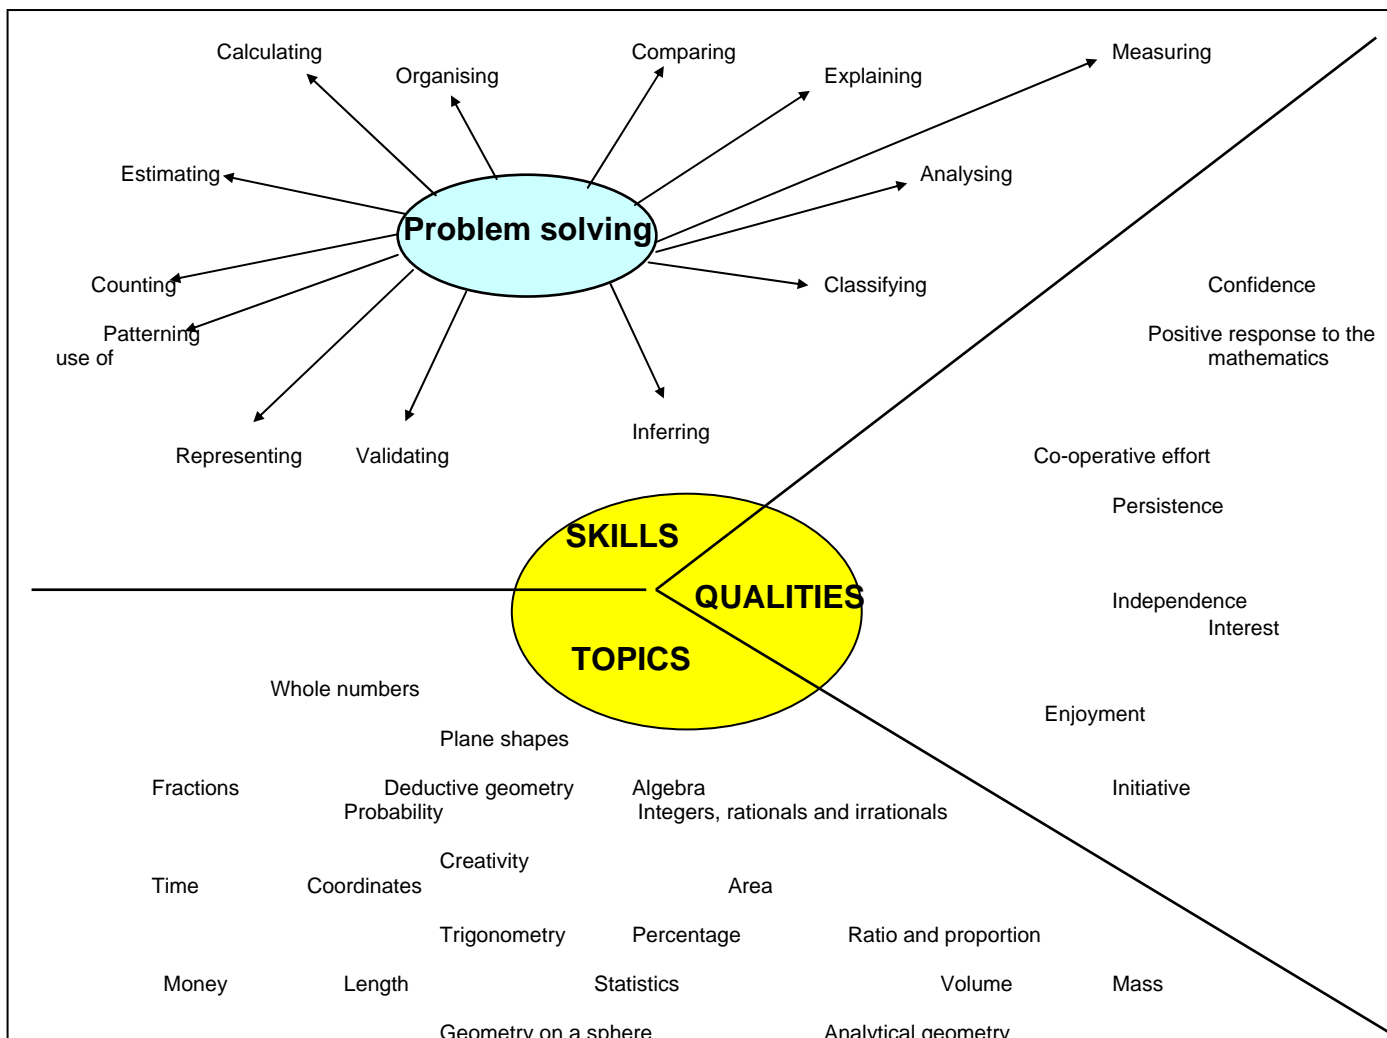 Calculating
Organising
Comparing
Explaining
Measuring
Estimating
Analysing
Problem solving
Counting
Classifying
Confidence
Patterning
use of
Positive response to the
mathematics
Inferring
Representing
Validating
Co-operative effort
Persistence
SKILLS
QUALITIES
TOPICS
Independence
Interest
Whole numbers
Enjoyment
Plane shapes
Fractions
Deductive geometry
Algebra
Initiative
Probability
Integers, rationals and irrationals
Creativity
Time
Coordinates
Area
Trigonometry
Percentage
Ratio and proportion
Money
Length
Statistics
Volume
Mass
Geometry on a sphere
Analytical geometry